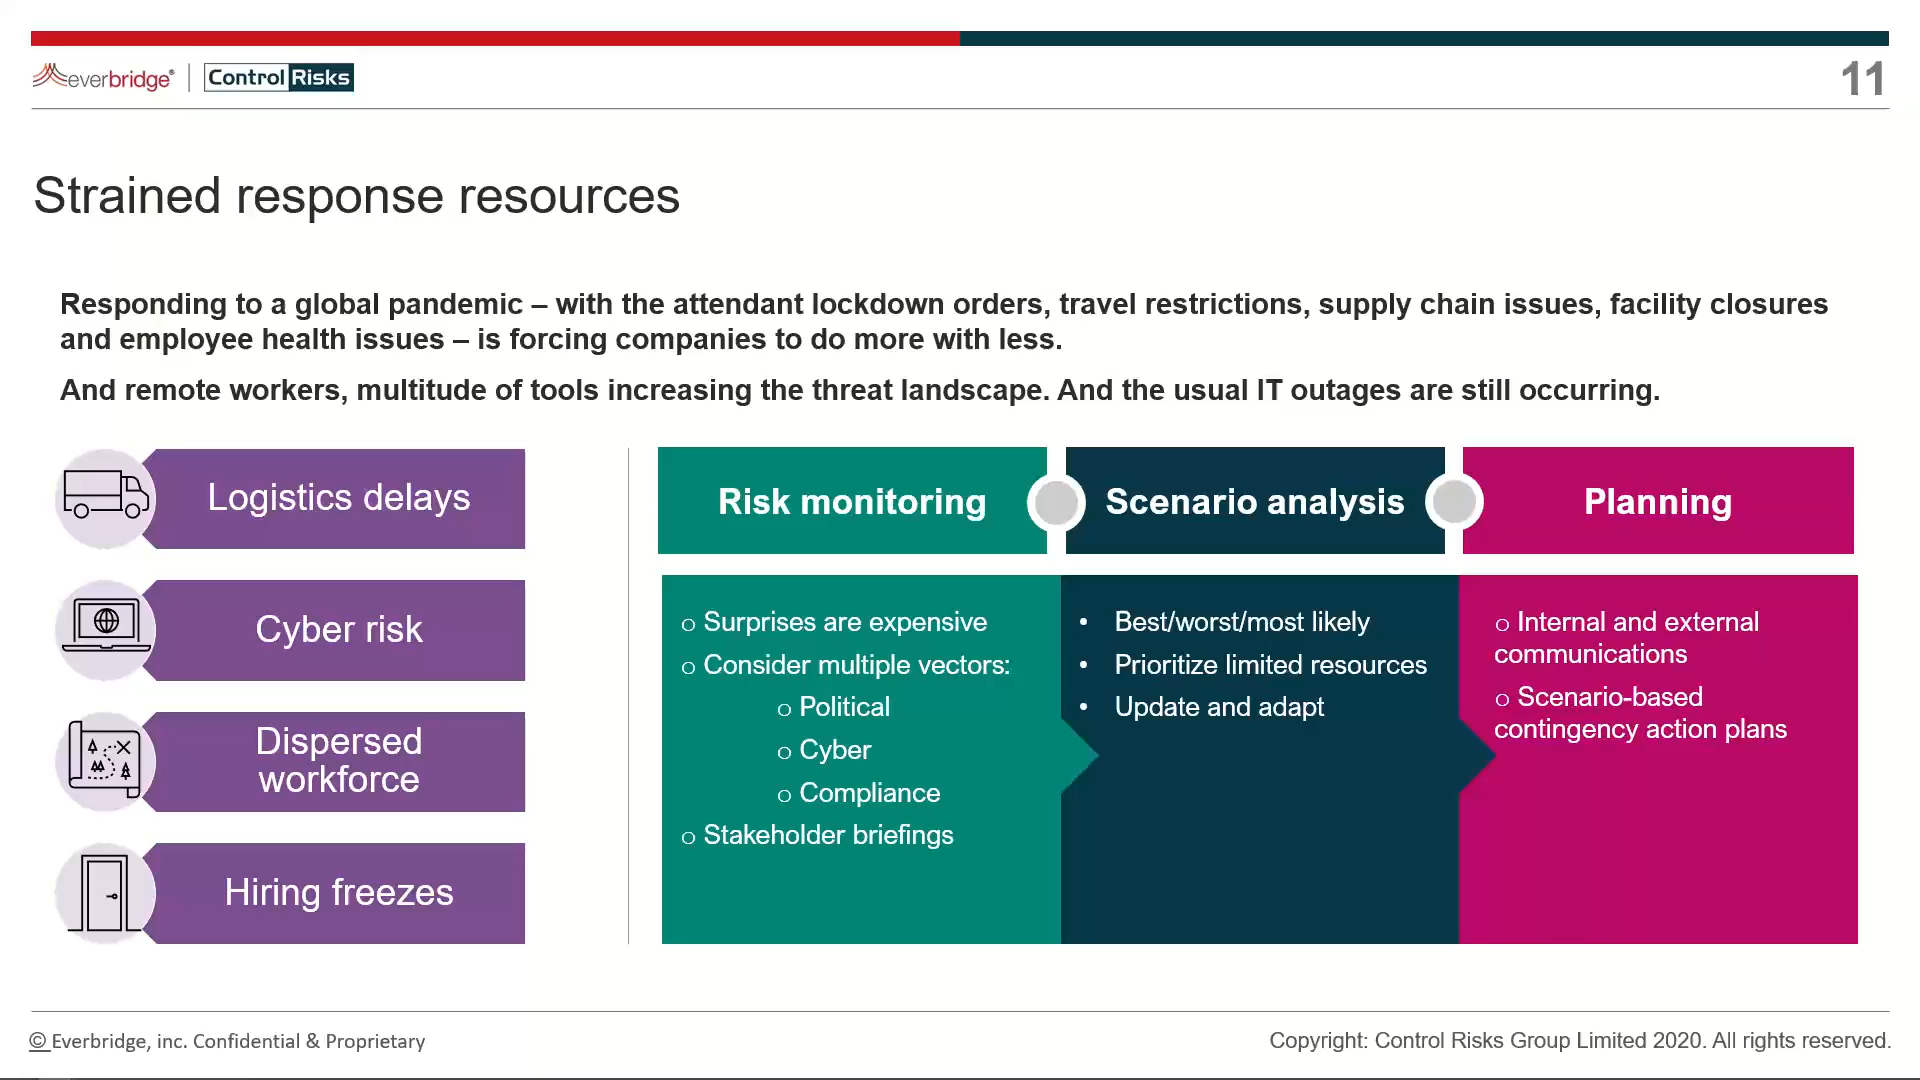 everbridge®
Control Risks
11
Strained response resources
Responding to a global pandemic – with the attendant lockdown orders, travel restrictions, supply chain issues, facility closures
and employee health issues – is forcing companies to do more with less.
And remote workers, multitude of tools increasing the threat landscape. And the usual IT outages are still occurring.
Logistics delays
Cyber risk
Dispersed
workforce
Hiring freezes
Risk monitoring
o Surprises are expensive
o Consider multiple vectors:
o Political
o Cyber
o Compliance
o Stakeholder briefings
Scenario analysis
• Best/worst/most likely
• Prioritize limited resources
• Update and adapt
Planning
o Internal and external
communications
o Scenario-based
contingency action plans
© Everbridge, inc. Confidential & Proprietary
Copyright: Control Risks Group Limited 2020. All rights reserved.